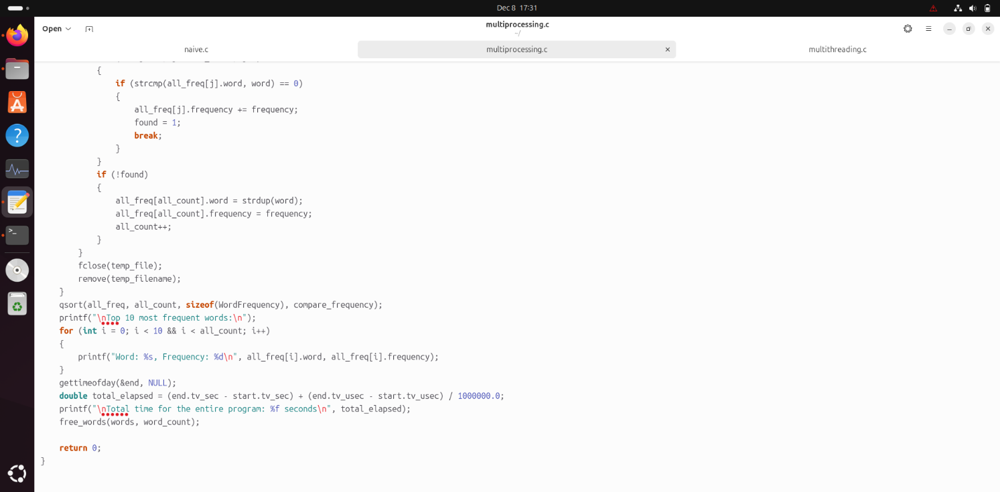 Dec 8 17:31
Open
multiprocessing.c
~/
naive.c
multiprocessing.c
multithreading.c
{
if (strcmp(all_freq[j].word, word) == 0)
{
all_freq[j].frequency += frequency;
found = 1;
break;
}
}
if (!found)
{
all_freq[all_count].word = strdup(word);
all_freq[all_count].frequency = frequency;
all_count++;
}
}
fclose(temp_file);
remove(temp_filename);
}
qsort(all_freq, all_count, sizeof(WordFrequency), compare_frequency);
printf("\nTop 10 most frequent words:\n");
for (int i = 0; i < 10 && i < all_count; i++)
{
printf("Word: %s, Frequency: %d\n", all_freq[i].word, all_freq[i].frequency);
}
gettimeofday(&end, NULL);
double total_elapsed = (end.tv_sec - start.tv_sec) + (end.tv_usec - start.tv_usec) / 1000000.0;
printf("\nTotal time for the entire program: %f seconds\n", total_elapsed);
free_words(words, word_count);
return 0;
}